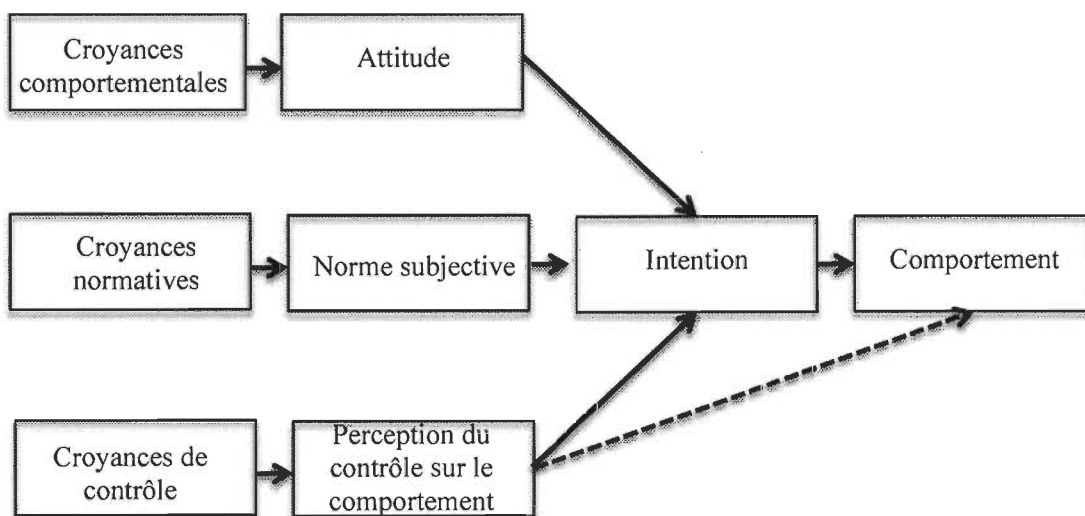 Croyances
comportementales
Attitude
Croyances
normatives
Norme subjective
Intention
Comportement
Croyances de
contrôle
Perception du
contrôle sur le
comportement